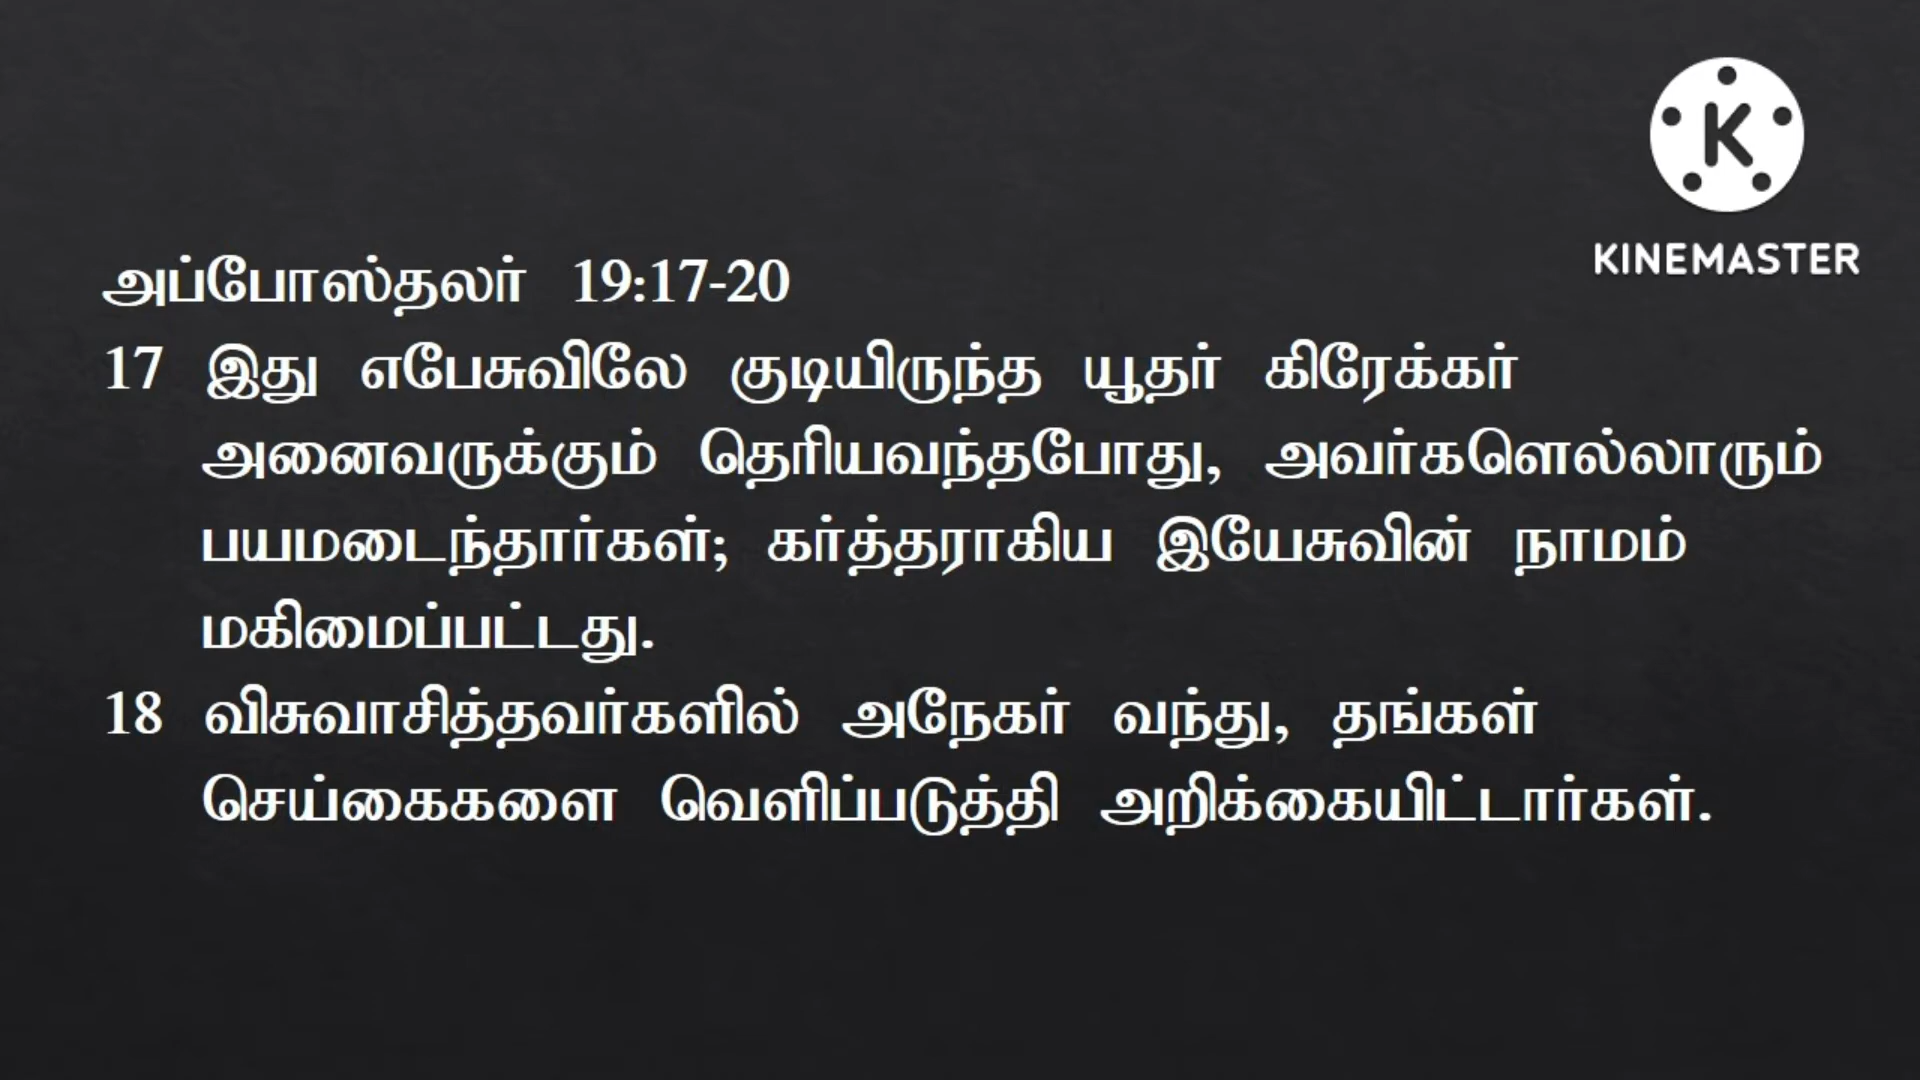 K
KINEMASTER
அப்போஸ்தலர் 19:17-20
17 இது எபேசுவிலே குடியிருந்த யூதர் கிரேக்கர்
அனைவருக்கும் தெரியவந்தபோது, அவர்களெல்லாரும்
பயமடைந்தார்கள்; கர்த்தராகிய இயேசுவின் நாமம்
மகிமைப்பட்டது.
18 விசுவாசித்தவர்களில் அநேகர் வந்து, தங்கள்
செய்கைகளை வெளிப்படுத்தி அறிக்கையிட்டார்கள்.